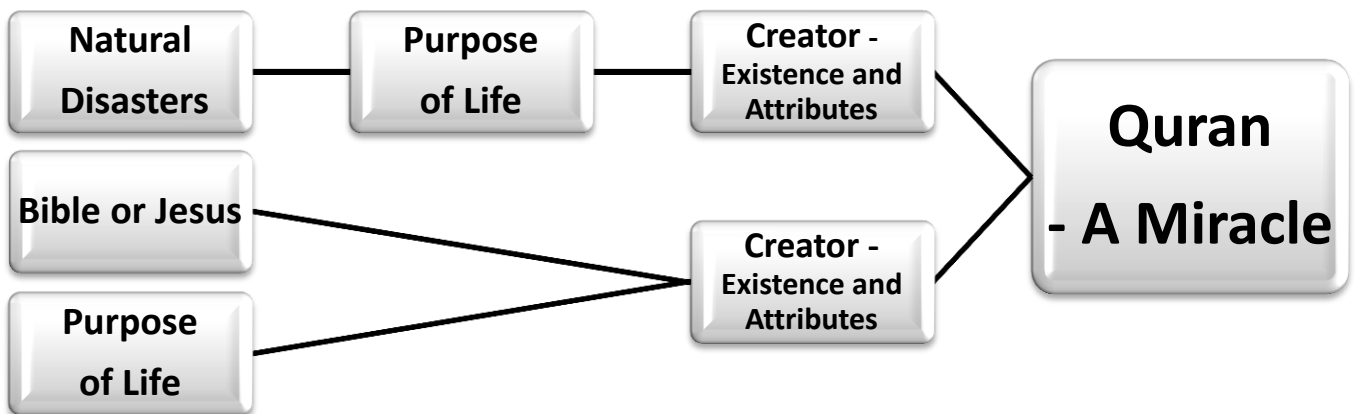 Natural
Disasters
Purpose
of Life
Creator -
Existence and
Attributes
Quran
- A Miracle
Bible or Jesus
Creator -
Existence and
Attributes
Purpose
of Life